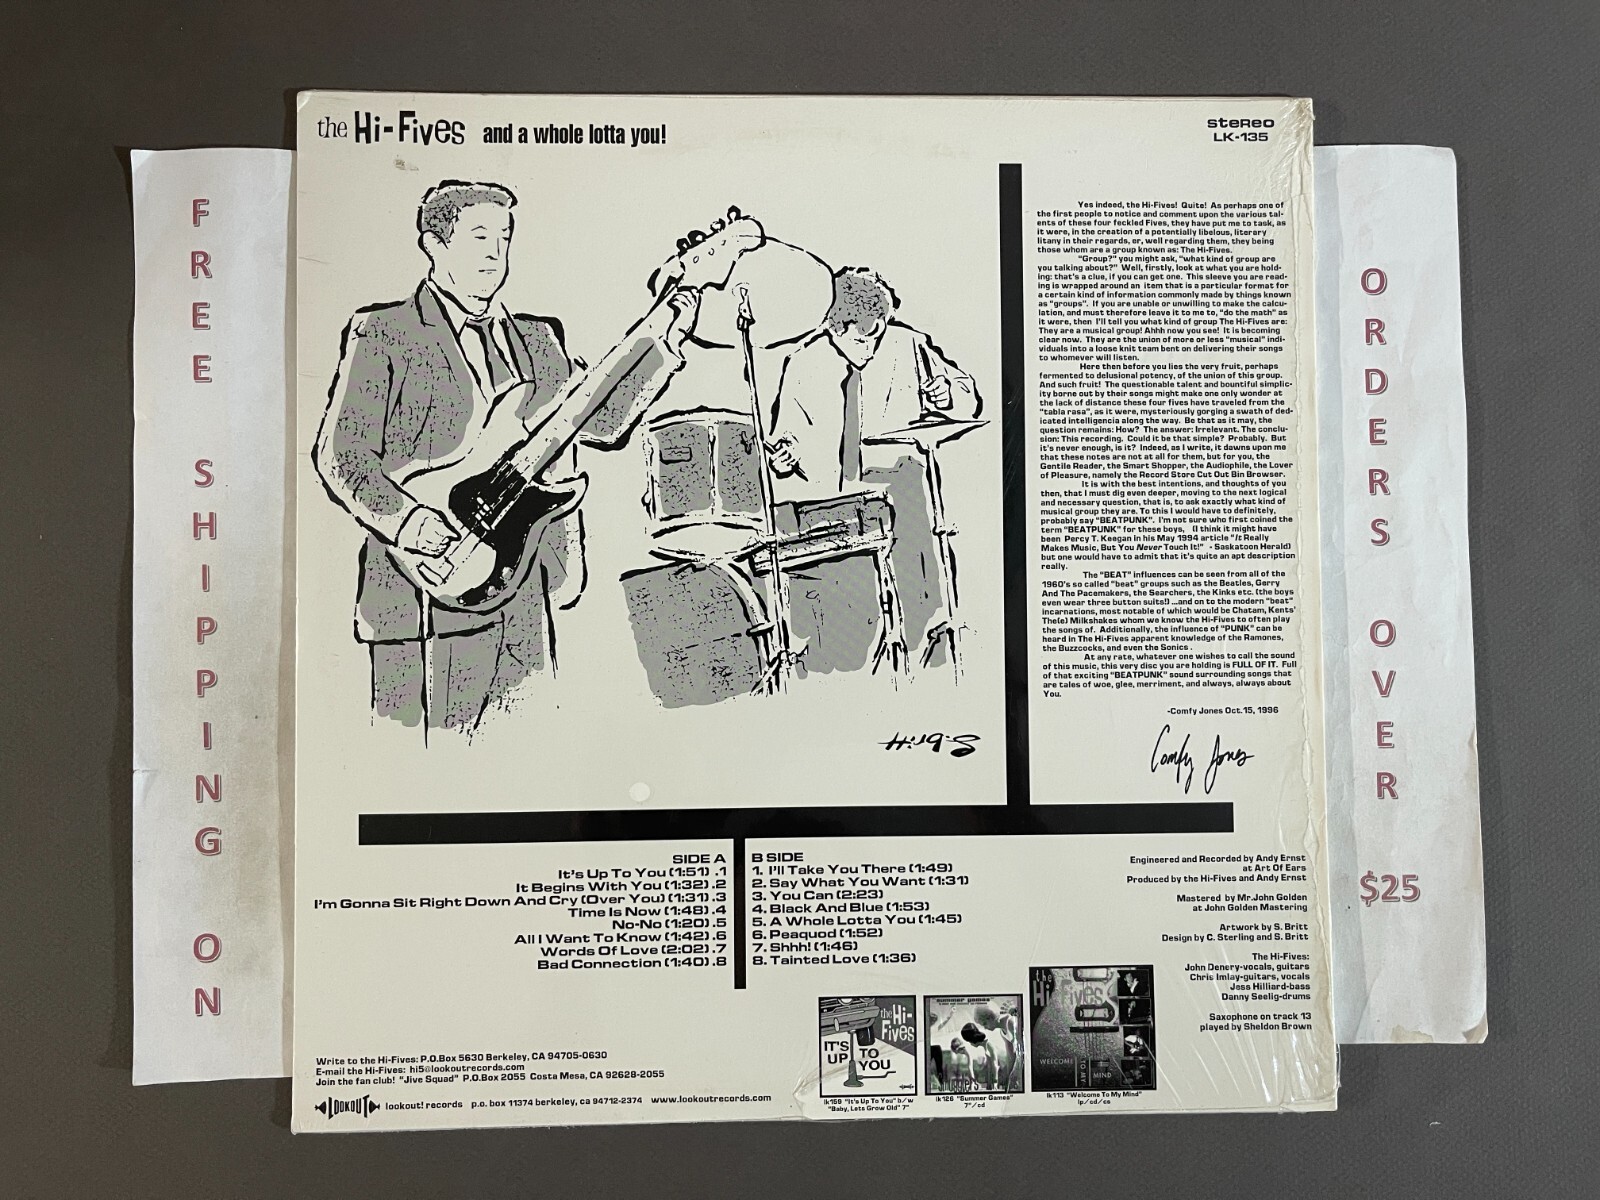 FREE SHIPPING ON
the Hi-Fives and a whole lotta you!
stereo
LK-135
Yes indeed, the Hi-Fives! Quite! As perhaps one of
the first people to notice and comment upon the various tal-
ents of these four feckled Fives, they have put me to task, as
it were, in the creation of a potentially libelous, literary
litany in their regards, er, well regarding them, they being
those whom are a group known as: The Hi-Fives.
"Group?" you might ask, "what kind of group are
you talking about?" Well, firstly, look at what you are hold-
ing: that's a clue, if you can get one. This sleeve you are read-
ing is wrapped around an item that is a particular format for
a certain kind of information commonly made by things known
as "groups". If you are unable or unwilling to make the calcu-
lation, and must therefore leave it to me to, "do the math" as
it were, then I'll tell you what kind of group The Hi-Fives are:
They are a musical group! Ahhh now you see! It is becoming
clear now. They are the union of more or less "musical" indi-
viduals into a loose knit team bent on delivering their songs
to whomever will listen.
Here then before you lies the very fruit, perhaps
fermented to delusional potency, of the union of this group.
And such fruit! The questionable talent and bountiful simplic-
ity borne out by their songs might make one only wonder at
the lack of distance these four fives have traveled from the
"tabla rasa", as it were, mysteriously gorging a swath of ded-
icated intelligencia along the way. Be that as it may, the
question remains: How? The answer: Irrelevant. The conclu-
sion: This recording. Could it be that simple? Probably. But
it's never enough, is it? Indeed, as I write, it dawns upon me
that these notes are not at all for them, but for you, the
Gentile Reader, the Smart Shopper, the Audiophile, the Lover
of Pleasure, namely the Record Store Cut Out Bin Browser.
It is with the best intentions, and thoughts of you
then, that I must dig even deeper, moving to the next logical
and necessary question, that is, to ask exactly what kind of
musical group they are. To this I would have to definitely,
probably say "BEATPUNK". I'm not sure who first coined the
term "BEATPUNK" for these boys, (I think it might have
been Percy T. Keegan in his May 1994 article "It Really
Makes Music, But You Never Touch It!" - Saskatoon Herald)
but one would have to admit that it's quite an apt description
really.
The "BEAT" influences can be seen from all of the
1960's so called "beat" groups such as the Beatles, Gerry
And The Pacemakers, the Searchers, the Kinks etc. (the boys
even wear three button suits!) ...and on to the modern "beat"
incarnations, most notable of which would be Chatam, Kents'
The(e) Milkshakes whom we know the Hi-Fives to often play
the songs of. Additionally, the influence of "PUNK" can be
heard in The Hi-Fives apparent knowledge of the Ramones,
the Buzzcocks, and even the Sonics.
At any rate, whatever one wishes to call the sound
of this music, this very disc you are holding is FULL OF IT. Full
of that exciting "BEATPUNK" sound surrounding songs that
are tales of woe, glee, merriment, and always, always about
You.
-Comfy Jones Oct.15, 1996
Comfy Jones
S.britt
SIDE A
It's Up To You (1:51) .1
It Begins With You (1:32) .2
I'm Gonna Sit Right Down And Cry (Over You) (1:31) .3
Time Is Now (1:48) .4
No-No (1:20) .5
All I Want To Know (1:42) .6
Words Of Love (2:02) .7
Bad Connection (1:40) .8
B SIDE
1. I'll Take You There (1:49)
2. Say What You Want (1:31)
3. You Can (2:23)
4. Black And Blue (1:53)
5. A Whole Lotta You (1:45)
6. Peaquod (1:52)
7. Shhh! (1:46)
8. Tainted Love (1:36)
Engineered and Recorded by Andy Ernst
at Art Of Ears
Produced by the Hi-Fives and Andy Ernst
Mastered by Mr.John Golden
at John Golden Mastering
Artwork by S. Britt
Design by C. Sterling and S. Britt
The Hi-Fives:
John Denery-vocals, guitars
Chris Imlay-guitars, vocals
Jess Hilliard-bass
Danny Seelig-drums
Saxophone on track 13
played by Sheldon Brown
the Hi-Fives
IT'S UP TO YOU
lk159 "It's Up To You" b/w
"Baby, Lets Grow Old" 7"
summer games
lk126 "Summer Games"
7"/cd
the Hi-Fives
WELCOME TO MY MIND
lk113 "Welcome To My Mind"
lp/cd/cs
Write to the Hi-Fives: P.O.Box 5630 Berkeley, CA 94705-0630
E-mail the Hi-Fives: hi5@lookoutrecords.com
Join the fan club! "Jive Squad" P.O.Box 2055 Costa Mesa, CA 92628-2055
LOOKOUT lookout! records p.o. box 11374 berkeley, ca 94712-2374 www.lookoutrecords.com
ORDERS OVER $25